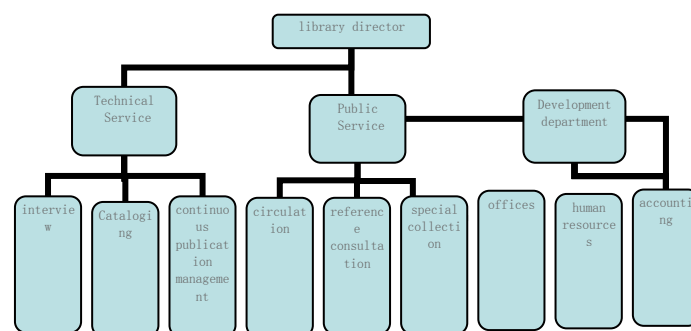 library director
Technical
Service
Public
Service
Development
department
intervie
w
Catalogi
ng
continuo
us
publicat
ion
manageme
nt
circulat
ion
referenc
e
consulta
tion
special
collecti
on
offices
human
resource
s
accounti
ng